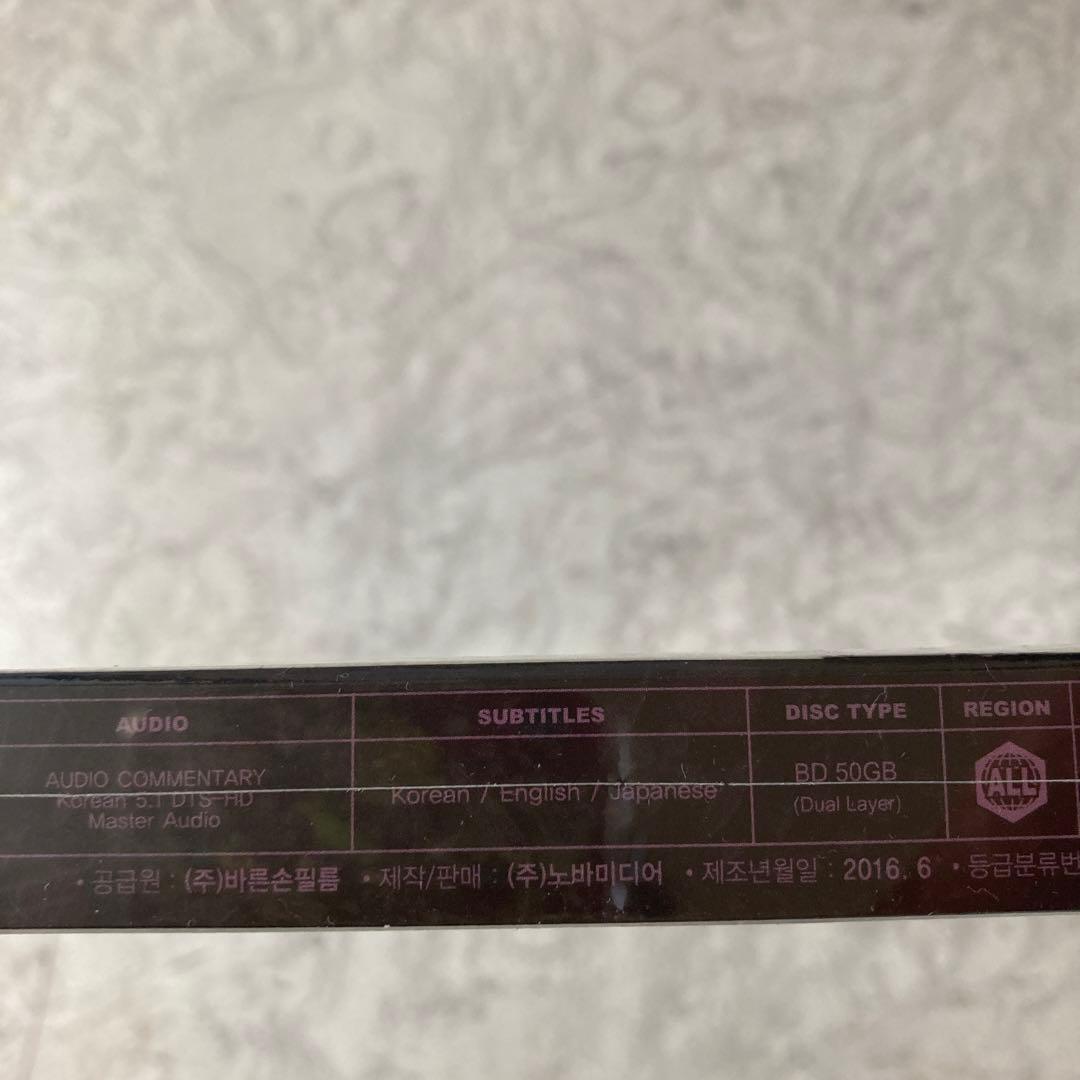 AUDIO SUBTITLES DISC TYPE REGION
AUDIO COMMENTARY
Korean 5.1 DTS-HD
Master Audio
Korean / English / Japanese
BD 50GB
(Dual Layer)
ALL
· 공급원 : (주)바른손필름 · 제작/판매 : (주)노바미디어 · 제조년월일 : 2016. 6 · 등급분류번